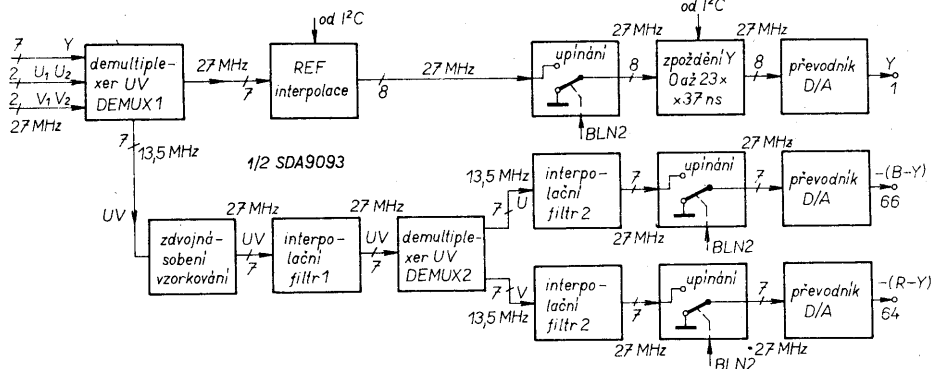 od I²C
od I²C
7
Y
2
U₁ U₂
2
V₁ V₂
27 MHz
demultiple-
xer UV
DEMUX1
27 MHz
7
REF
interpolace
8
27 MHz
upínání
BLN2
27 MHz
8
zpoždění Y
0 až 23 x
x 37 ns
27 MHz
8
převodník
D/A
Y
1
7
13,5 MHz
1/2 SDA9093
UV
zdvojná-
sobení
vzorkování
27 MHz
UV
7
interpo-
lační
filtr 1
27 MHz
UV
7
demultiple-
xer UV
DEMUX2
13,5 MHz
7
U
interpo-
lační
filtr 2
7
27 MHz
upínání
BLN2
27 MHz
7
převodník
D/A
-(B-Y)
66
7
V
13,5 MHz
interpo-
lační
filtr 2
7
27 MHz
upínání
BLN2
7
27 MHz
převodník
D/A
-(R-Y)
64